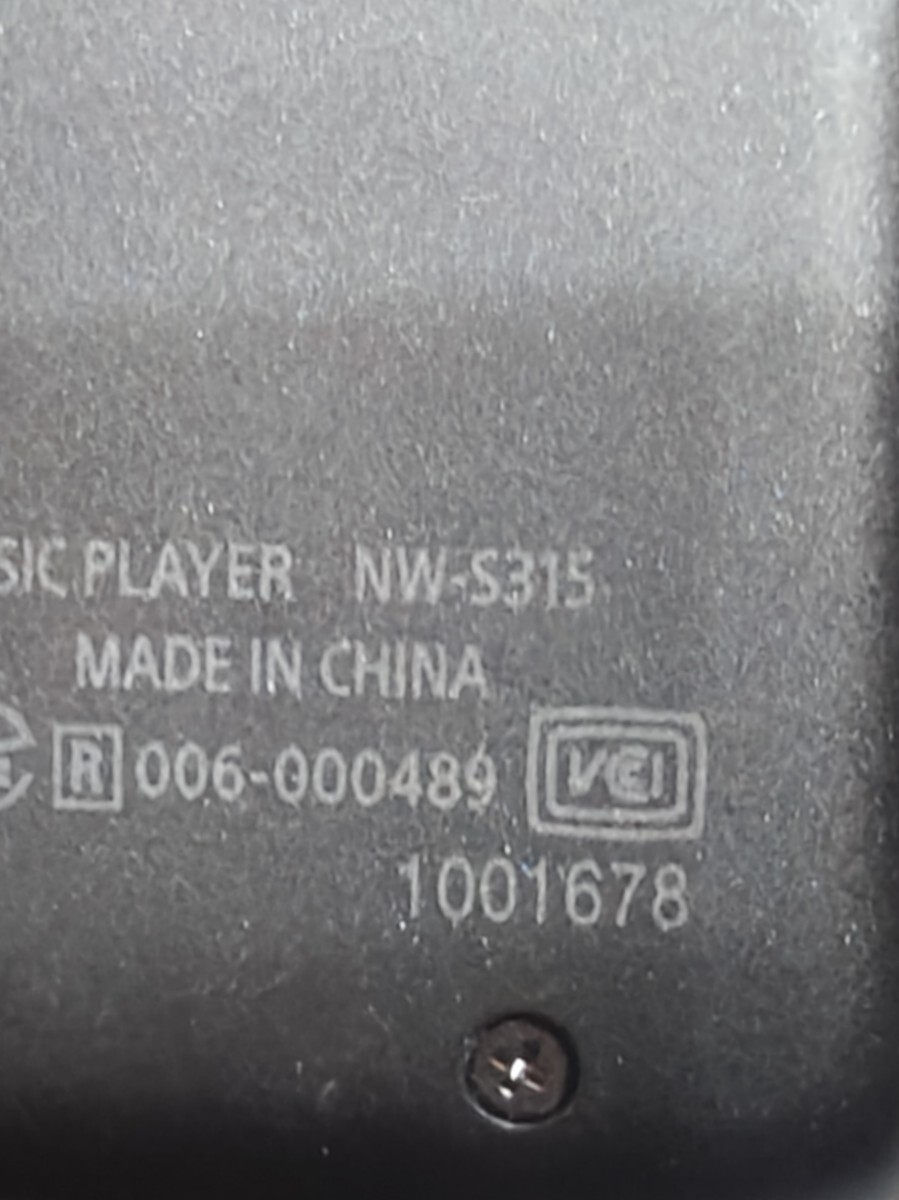 SIC PLAYER NW-S315
MADE IN CHINA
R 006-000489 VCI
1001678